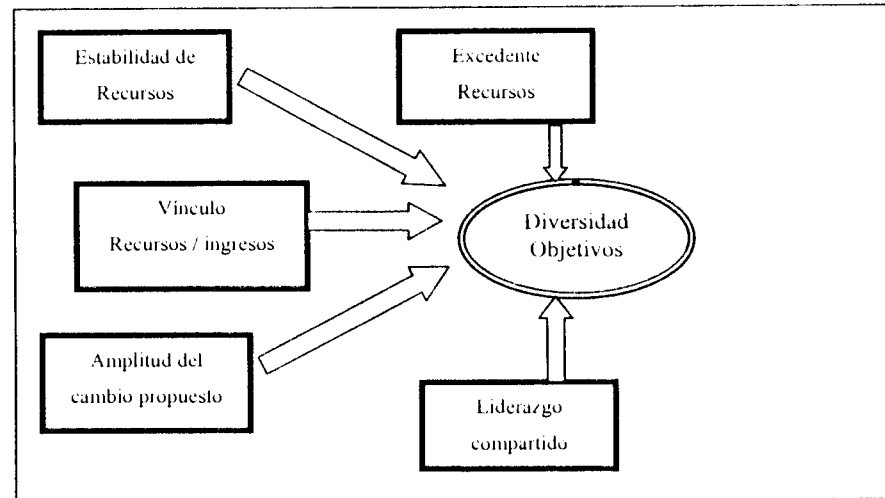 Estabilidad de
Recursos
Excedente
Recursos
Vínculo
Recursos / ingresos
Diversidad
Objetivos
Amplitud del
cambio propuesto
Liderazgo
compartido